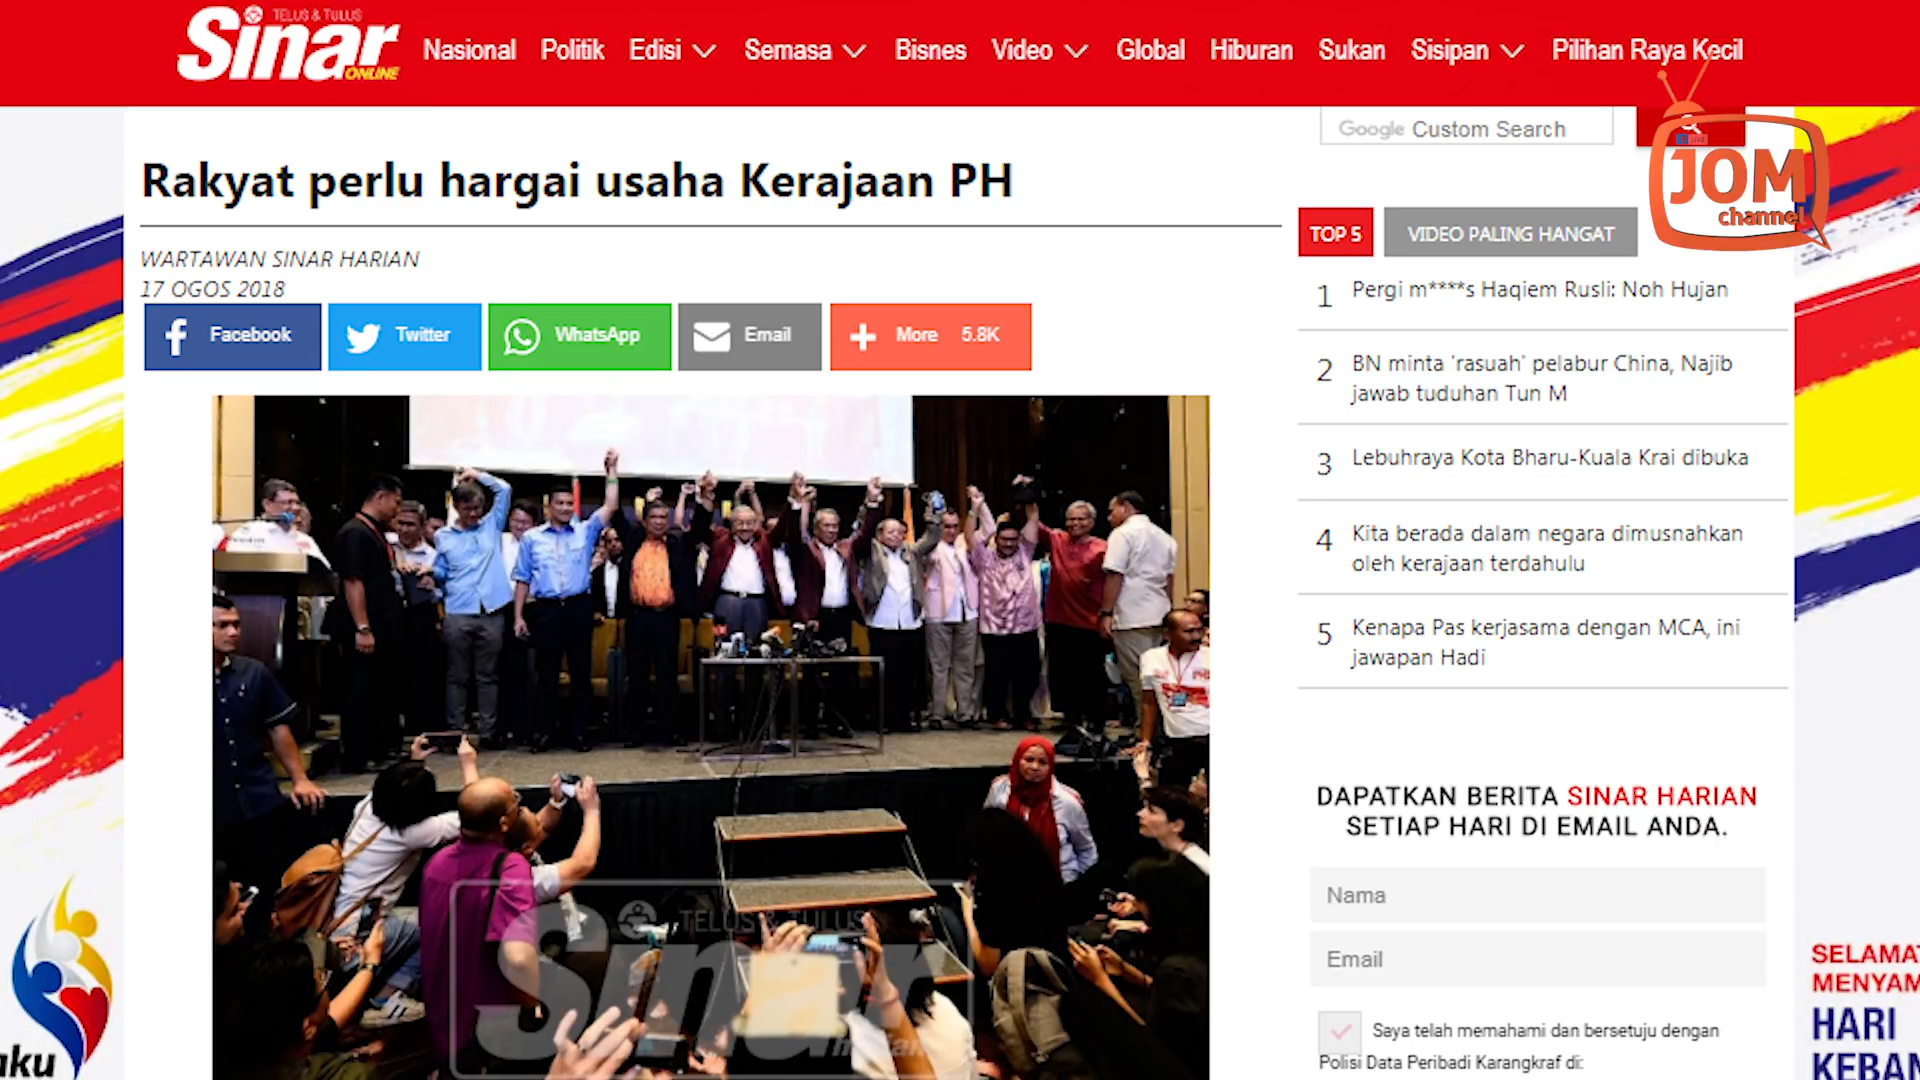 TELUS & TULUS
Sinar
ONLINE
Nasional Politik Edisi Semasa Bisnes Video Global Hiburan Sukan Sisipan Pilihan Raya Kecil
Google Custom Search
JOM
channel
Rakyat perlu hargai usaha Kerajaan PH
WARTAWAN SINAR HARIAN
17 OGOS 2018
Facebook Twitter WhatsApp Email More 5.8K
TOP 5 VIDEO PALING HANGAT
1 Pergi m****s Haqiem Rusli: Noh Hujan
2 BN minta 'rasuah' pelabur China, Najib
jawab tuduhan Tun M
3 Lebuhraya Kota Bharu-Kuala Krai dibuka
4 Kita berada dalam negara dimusnahkan
oleh kerajaan terdahulu
5 Kenapa Pas kerjasama dengan MCA, ini
jawapan Hadi
DAPATKAN BERITA SINAR HARIAN
SETIAP HARI DI EMAIL ANDA.
Nama
Email
Saya telah memahami dan bersetuju dengan
Polisi Data Peribadi Karangkraf di:
TELUS & TULUS
Sinar
aku
SELAMA
MENYAM
HARI
KEBAN